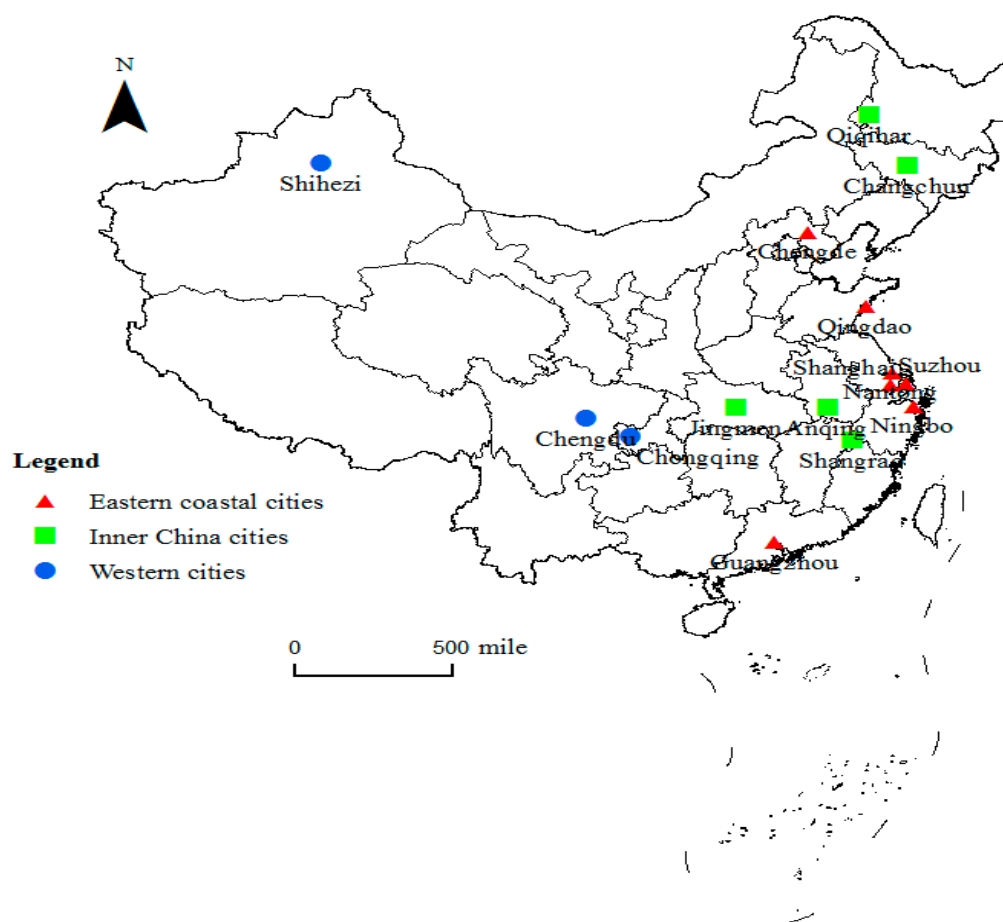 N
Qiqihar
Shihezi
Changchun
Chengde
Qingdao
Shanghai
Suzhou
Nantong
Jingmen
Anqing
Ningbo
Chengdu
Chongqing
Shangrao
Legend
Eastern coastal cities
Inner China cities
Western cities
Guangzhou
0
500 mile